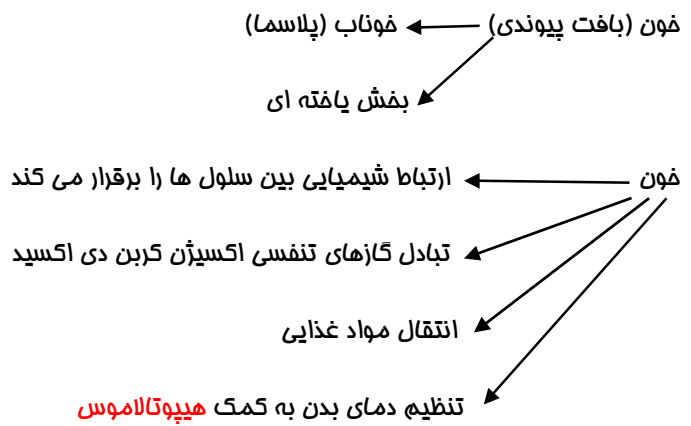 خون (بافت پیوندی) خوناب (پلاسما)
بخش یاخته ای
خون ارتباط شیمیایی بین سلول ها را برقرار می کند
تبادل گازهای تنفسی اکسیژن کربن دی اکسید
انتقال مواد غذایی
تنظیم دمای بدن به کمک هیپوتالاموس